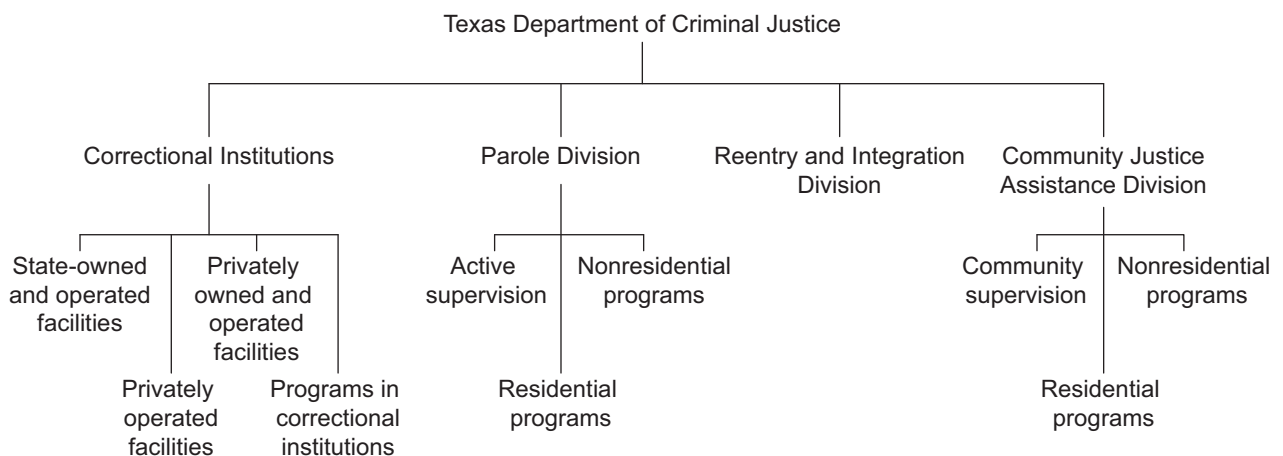 Texas Department of Criminal Justice
Correctional Institutions
Parole Division
Reentry and Integration
Division
Community Justice
Assistance Division
State-owned
and operated
facilities
Privately
operated
facilities
Privately
owned and
operated
facilities
Programs in
correctional
institutions
Active
supervision
Residential
programs
Nonresidential
programs
Community
supervision
Residential
programs
Nonresidential
programs